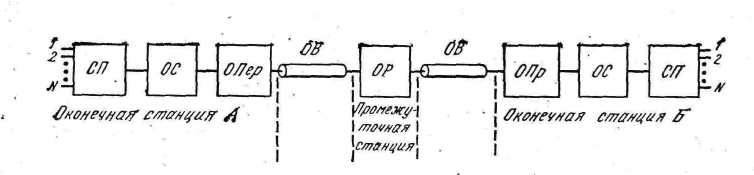 1
2
N
СП
ОС
ОПер
ОВ
ОР
ОВ
ОПр
ОС
СП
1
2
N
Оконечная станция А
Промежу-
точная
станция
Оконечная станция Б